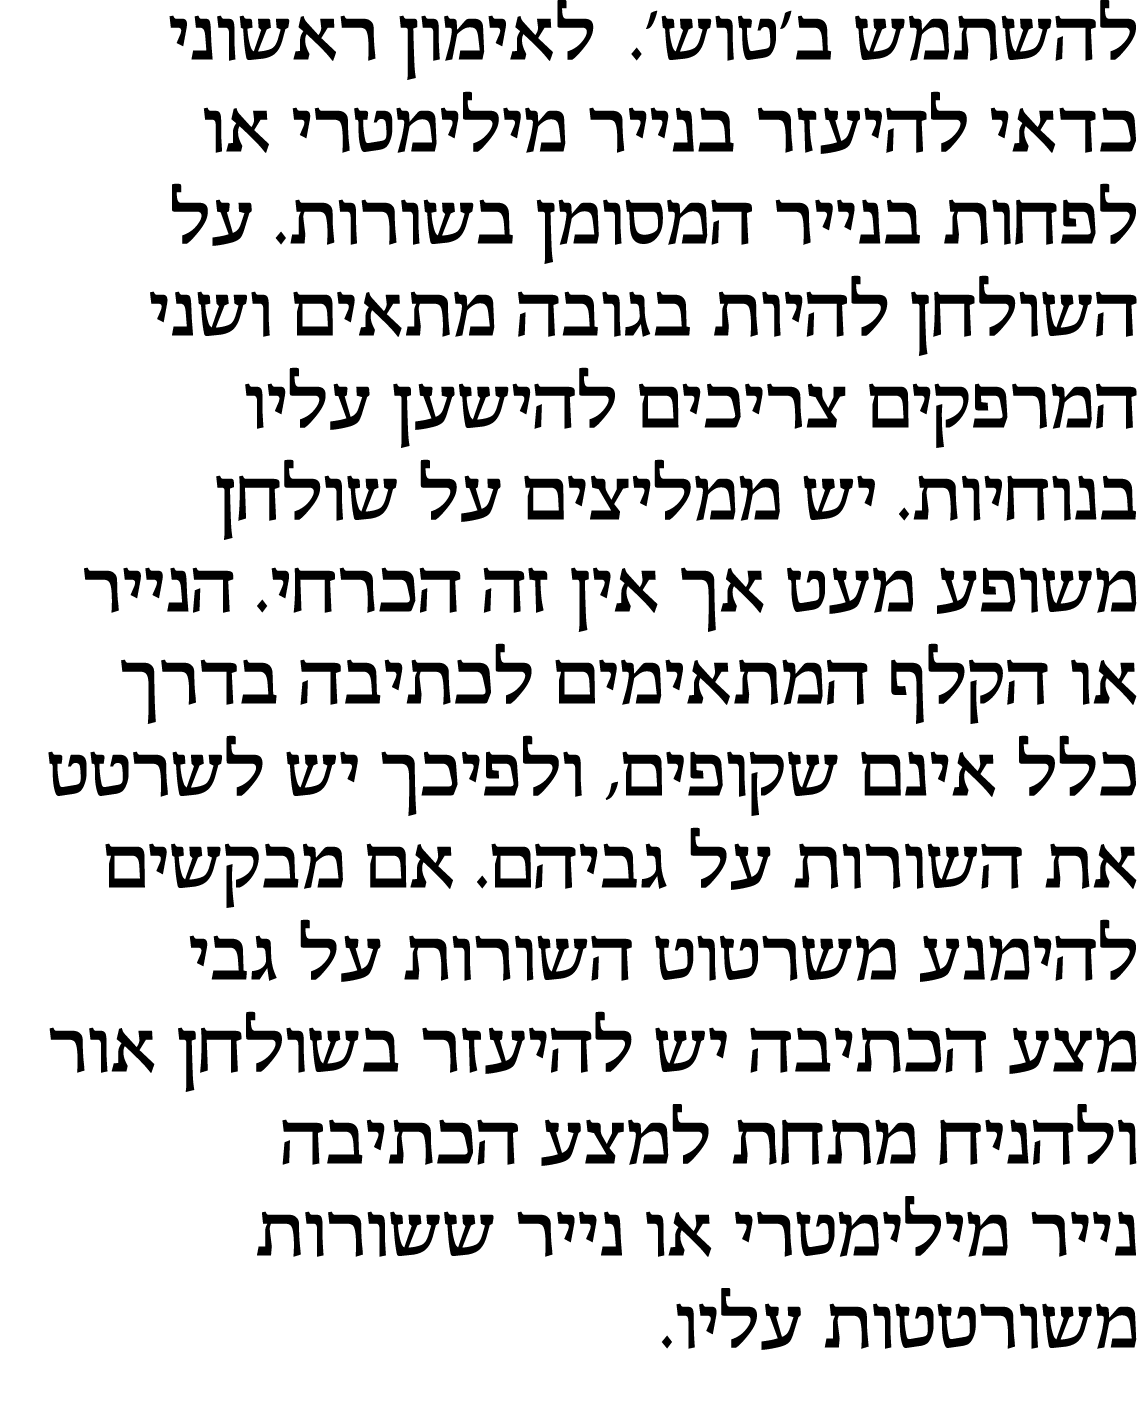 להשתמש ב'טוש'. לאימון ראשוני
כדאי להיעזר בנייר מילימטרי או
לפחות בנייר המסומן בשורות. על
השולחן להיות בגובה מתאים ושני
המרפקים צריכים להישען עליו
בנוחיות. יש ממליצים על שולחן
משופע מעט אך אין זה הכרחי. הנייר
או הקלף המתאימים לכתיבה בדרך
כלל אינם שקופים, ולפיכך יש לשרטט
את השורות על גביהם. אם מבקשים
להימנע משרטוט השורות על גבי
מצע הכתיבה יש להיעזר בשולחן אור
ולהניח מתחת למצע הכתיבה
נייר מילימטרי או נייר ששורות
משורטטות עליו.